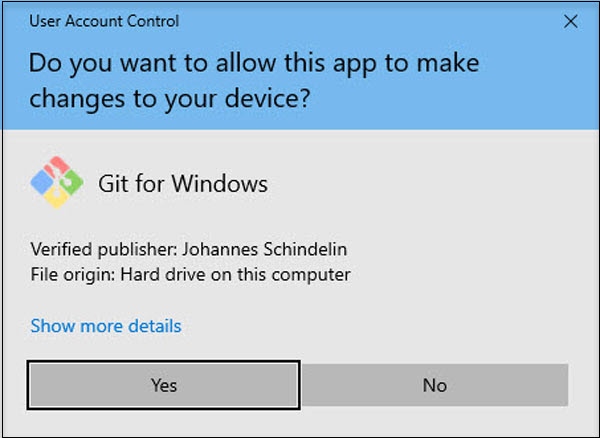 User Account Control
Do you want to allow this app to make
changes to your device?
Git for Windows
Verified publisher: Johannes Schindelin
File origin: Hard drive on this computer
Show more details
Yes
No